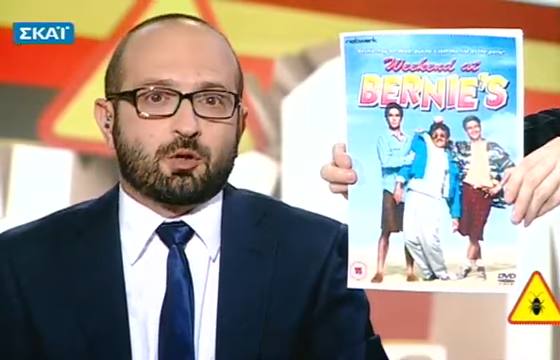 ΣΚΑΪ
network
Weekend at
BERNIE'S
15
DVD